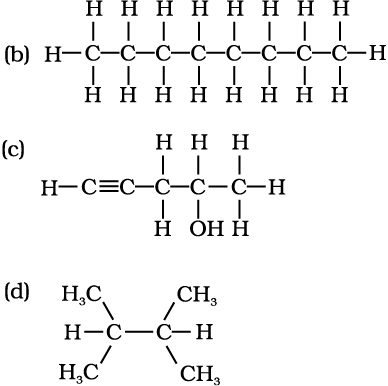 H H H H H H H H
(b) H–C–C–C–C–C–C–C–C–H
H H H H H H H H
(c)
H H H
H–C≡C–C–C–C–H
H OH H
(d)
H₃C CH₃
H–C–C–H
H₃C CH₃